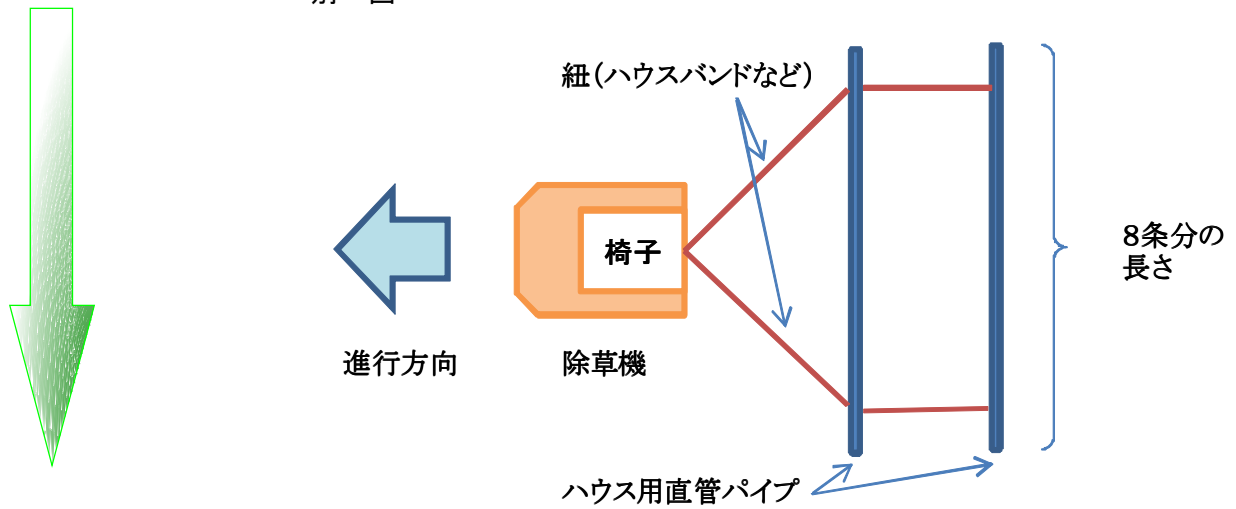 紐(ハウスバンドなど)
椅子
8条分の
長さ
進行方向
除草機
ハウス用直管パイプ